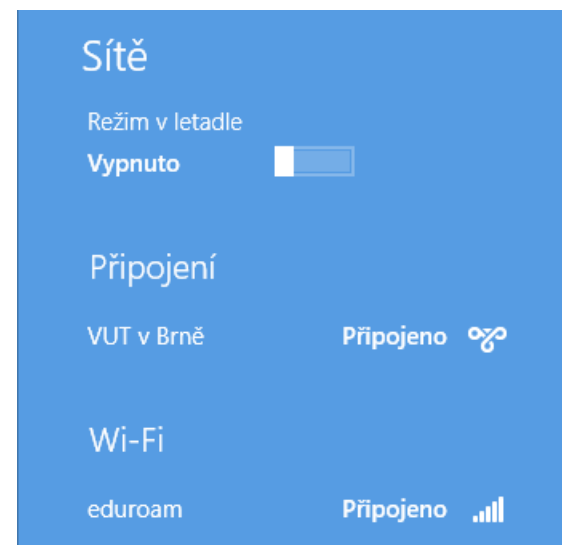 Sítě
Režim v letadle
Vypnuto
Připojení
VUT v Brně Připojeno
Wi-Fi
eduroam Připojeno